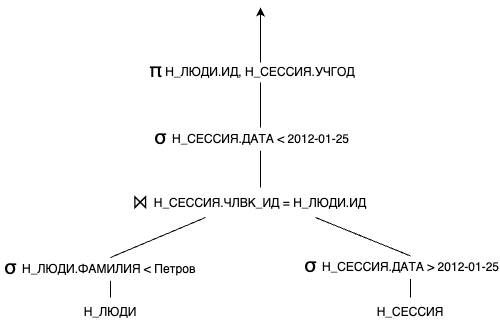 π Н_ЛЮДИ.ИД, Н_СЕССИЯ.УЧГОД
σ Н_СЕССИЯ.ДАТА < 2012-01-25
⋈ Н_СЕССИЯ.ЧЛВК_ИД = Н_ЛЮДИ.ИД
σ Н_ЛЮДИ.ФАМИЛИЯ < Петров
σ Н_СЕССИЯ.ДАТА > 2012-01-25
Н_ЛЮДИ
Н_СЕССИЯ